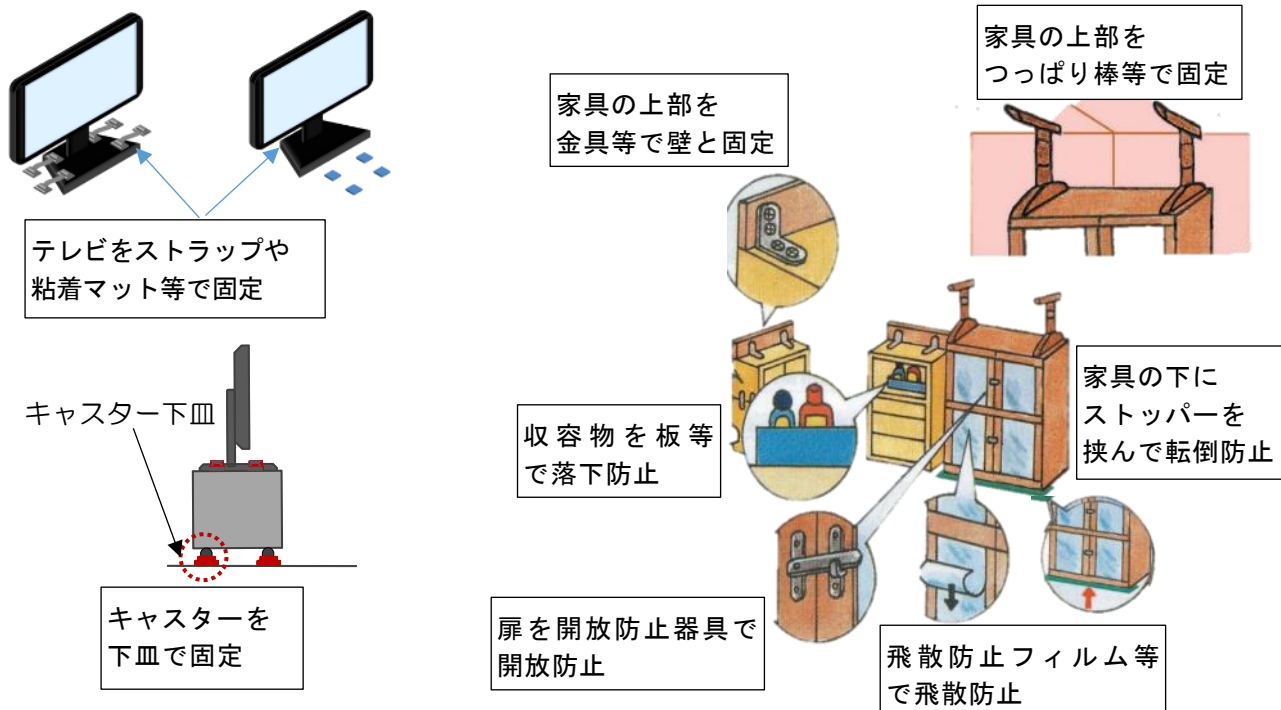 テレビをストラップや
粘着マット等で固定
キャスター下皿
キャスターを
下皿で固定
家具の上部を
金具等で壁と固定
家具の上部を
つっぱり棒等で固定
収容物を板等
で落下防止
家具の下に
ストッパーを
挟んで転倒防止
扉を開放防止器具で
開放防止
飛散防止フィルム等
で飛散防止